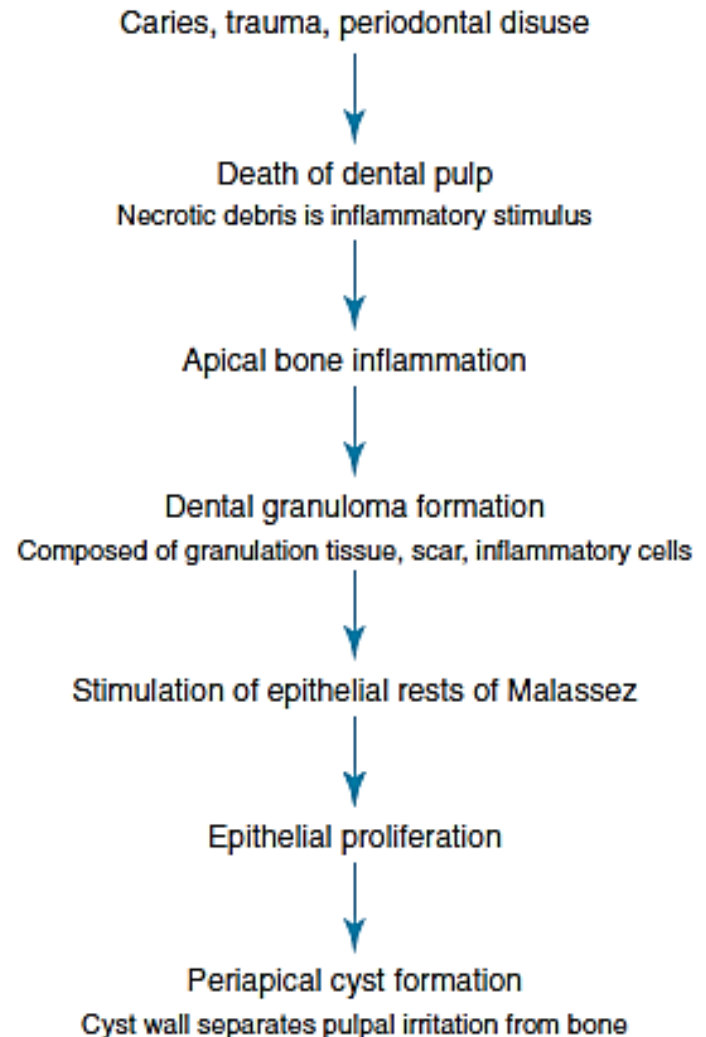 Caries, trauma, periodontal disuse
Death of dental pulp
Necrotic debris is inflammatory stimulus
Apical bone inflammation
Dental granuloma formation
Composed of granulation tissue, scar, inflammatory cells
Stimulation of epithelial rests of Malassez
Epithelial proliferation
Periapical cyst formation
Cyst wall separates pulpal irritation from bone